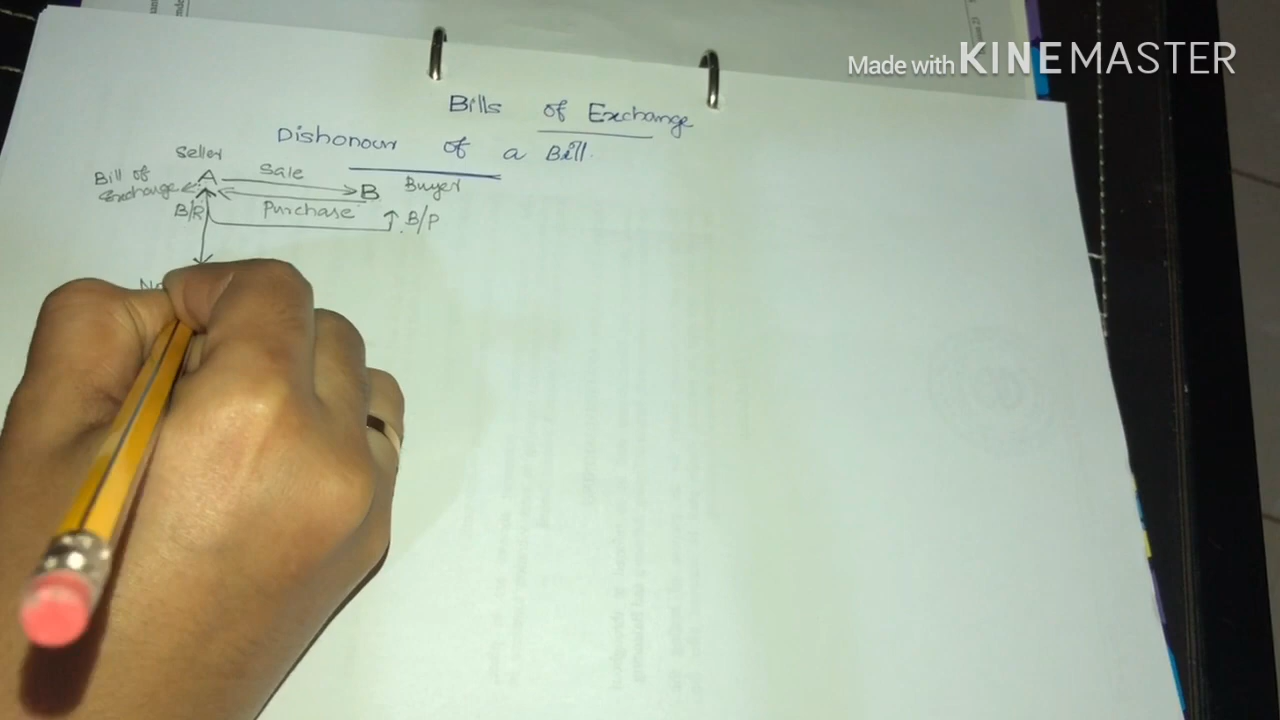 Made with KINEMASTER
Bills of Exchange
Dishonour of a Bill.
Seller
Bill of Exchange
A
Sale
B
Buyer
Purchase
B/R
B/P